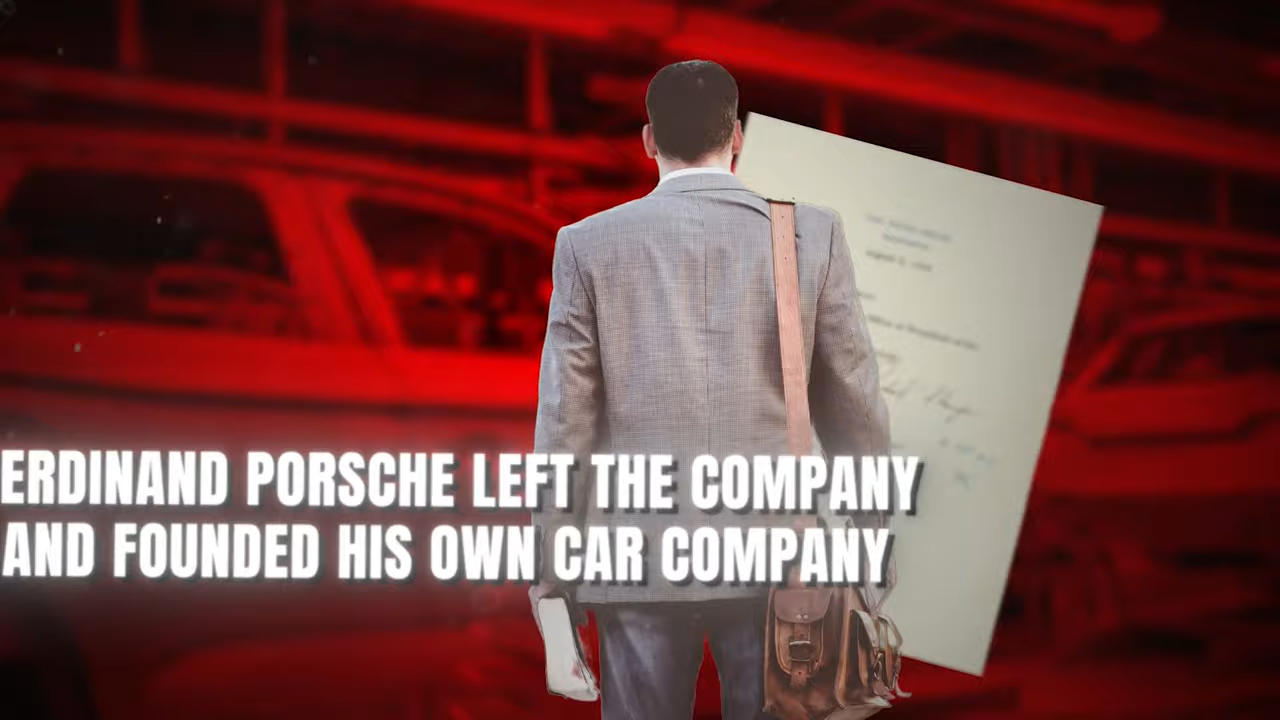 ERDINAND PORSCHE LEFT THE COMPANY
AND FOUNDED HIS OWN CAR COMPANY